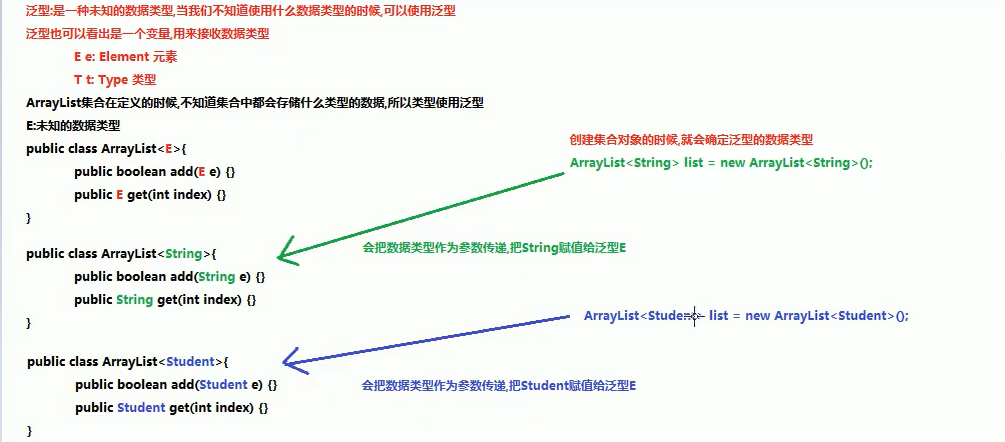 泛型:是一种未知的数据类型,当我们不知道使用什么数据类型的时候,可以使用泛型
泛型也可以看出是一个变量,用来接收数据类型
E e: Element 元素
T t: Type 类型
ArrayList集合在定义的时候,不知道集合中都会存储什么类型的数据,所以类型使用泛型
E:未知的数据类型
public class ArrayList<E>{
public boolean add(E e) {}
public E get(int index) {}
}
创建集合对象的时候,就会确定泛型的数据类型
ArrayList<String> list = new ArrayList<String>();
会把数据类型作为参数传递,把String赋值给泛型E
public class ArrayList<String>{
public boolean add(String e) {}
public String get(int index) {}
}
ArrayList<Student> list = new ArrayList<Student>();
public class ArrayList<Student>{
public boolean add(Student e) {}
会把数据类型作为参数传递,把Student赋值给泛型E
public Student get(int index) {}
}